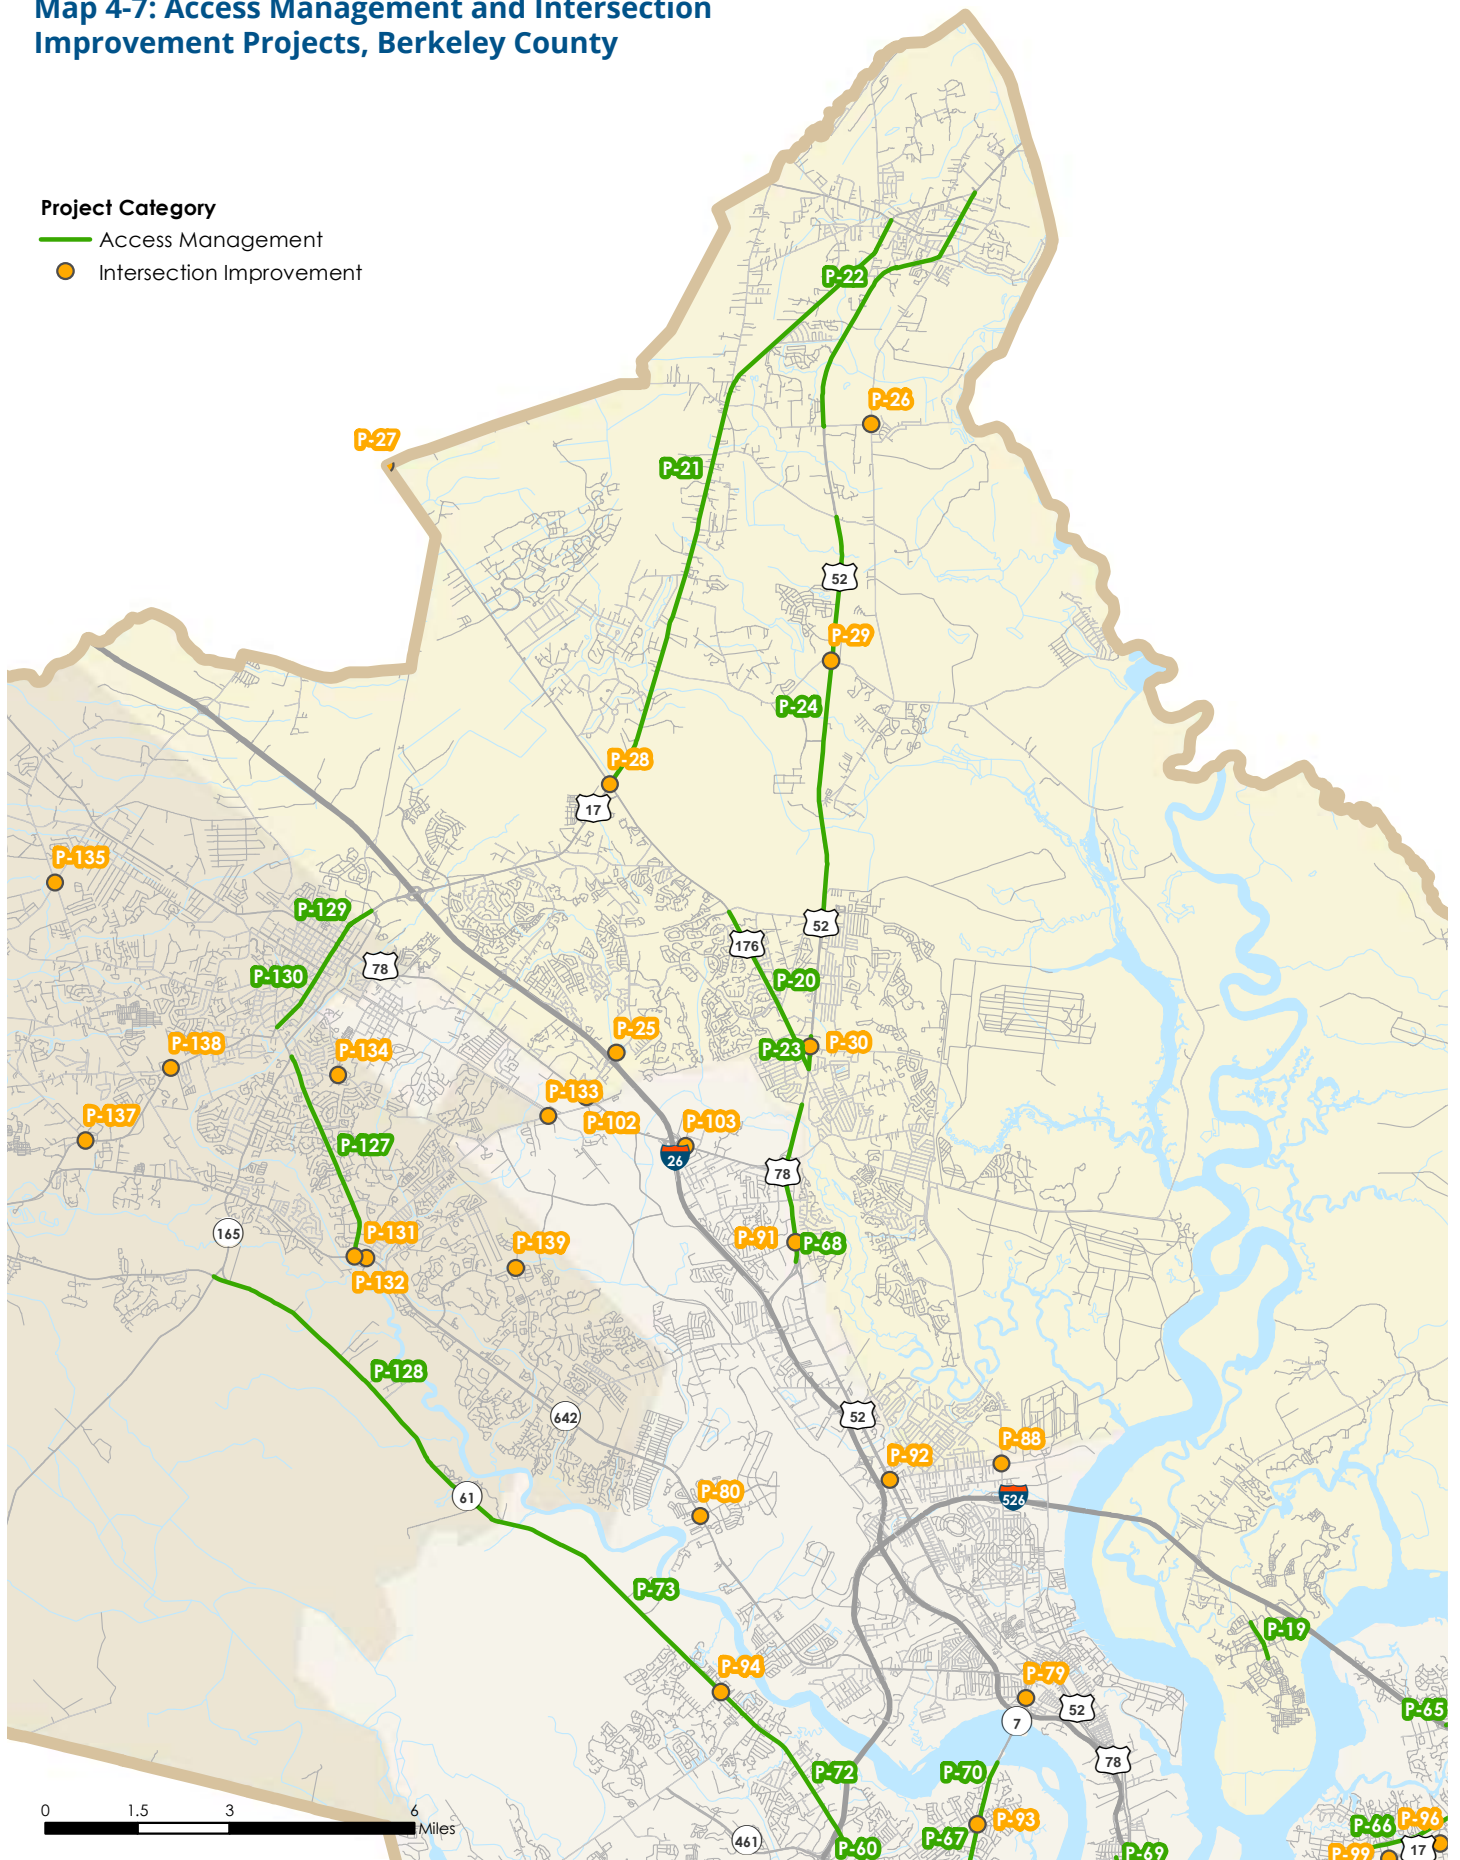 Map 4-7: Access Management and Intersection
Improvement Projects, Berkeley County
Project Category
Access Management
Intersection Improvement
P-22
P-26
P-27
P-21
52
P-29
P-24
P-28
17
P-135
P-129
52
176
78
P-130
P-20
P-25
P-138
P-134
P-23
P-30
P-133
P-137
P-102
P-103
P-127
26
78
165
P-131
P-139
P-91
P-68
P-132
P-128
642
52
P-88
P-92
61
P-80
526
P-73
P-19
P-94
P-79
52
P-65
7
78
P-72
P-70
0 1.5 3 6
Miles
P-93
P-66
P-96
461
P-67
P-60
P-69
17
P-99